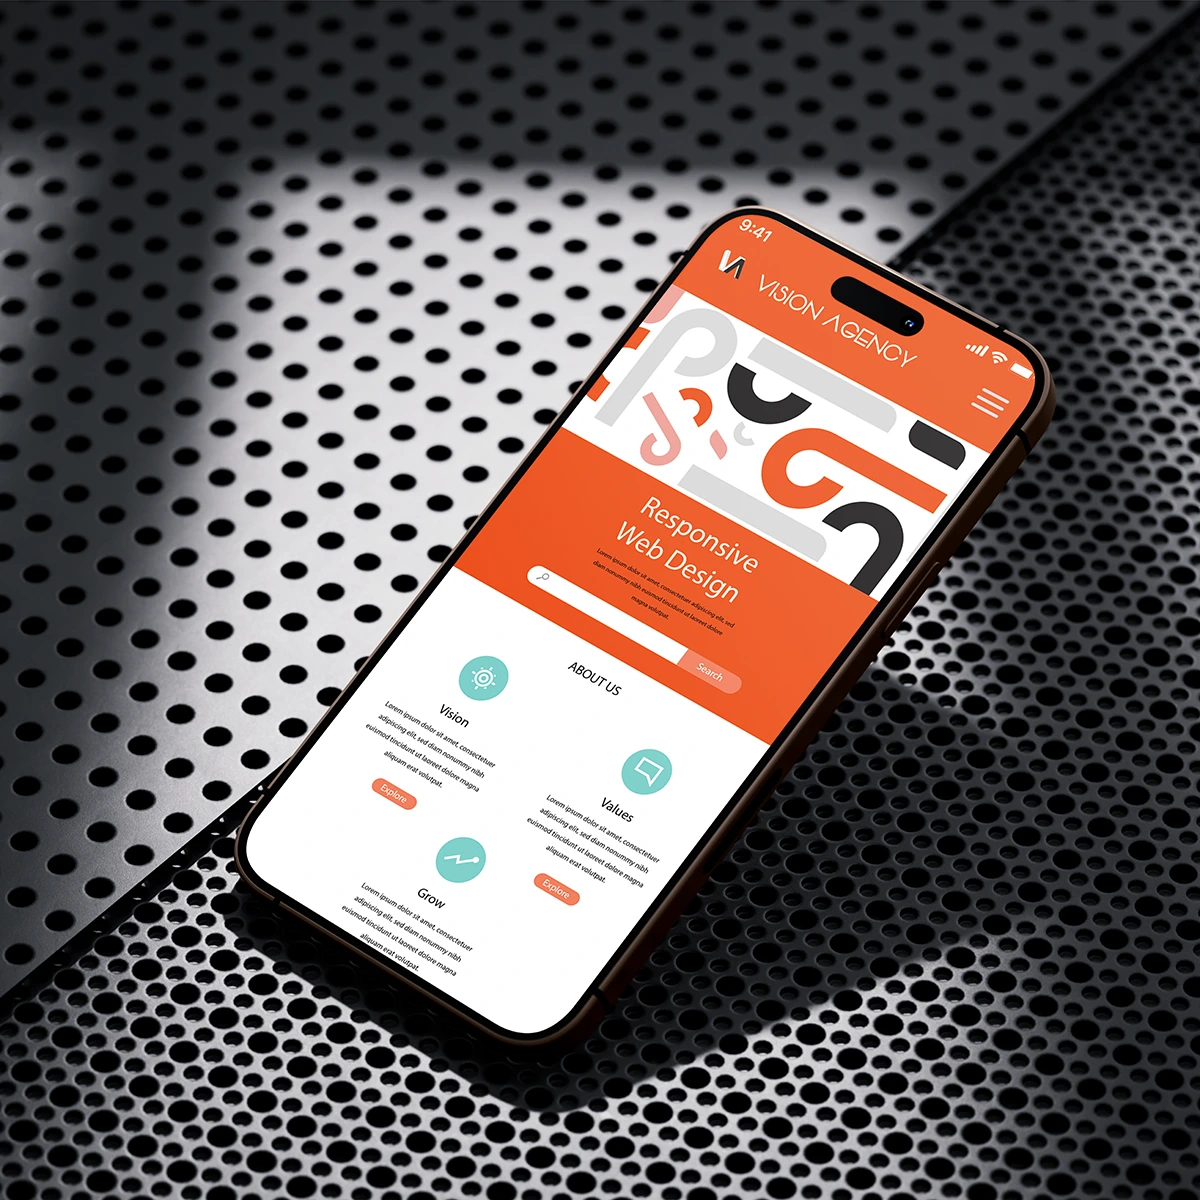 9:41
VA
VISION AGENCY
Responsive
Web Design
Lorem ipsum dolor sit amet, consectetuer adipiscing elit, sed
diam nonummy nibh euismod tincidunt ut laoreet dolore
magna volutpat.
Search
ABOUT US
Vision
Lorem ipsum dolor sit amet, consectetuer
adipiscing elit, sed diam nonummy nibh
euismod tincidunt ut laoreet dolore magna
aliquam erat volutpat.
Explore
Values
Lorem ipsum dolor sit amet, consectetuer
adipiscing elit, sed diam nonummy nibh
euismod tincidunt ut laoreet dolore magna
aliquam erat volutpat.
Explore
Grow
Lorem ipsum dolor sit amet, consectetuer
adipiscing elit, sed diam nonummy nibh
euismod tincidunt ut laoreet dolore magna
aliquam erat volutpat.